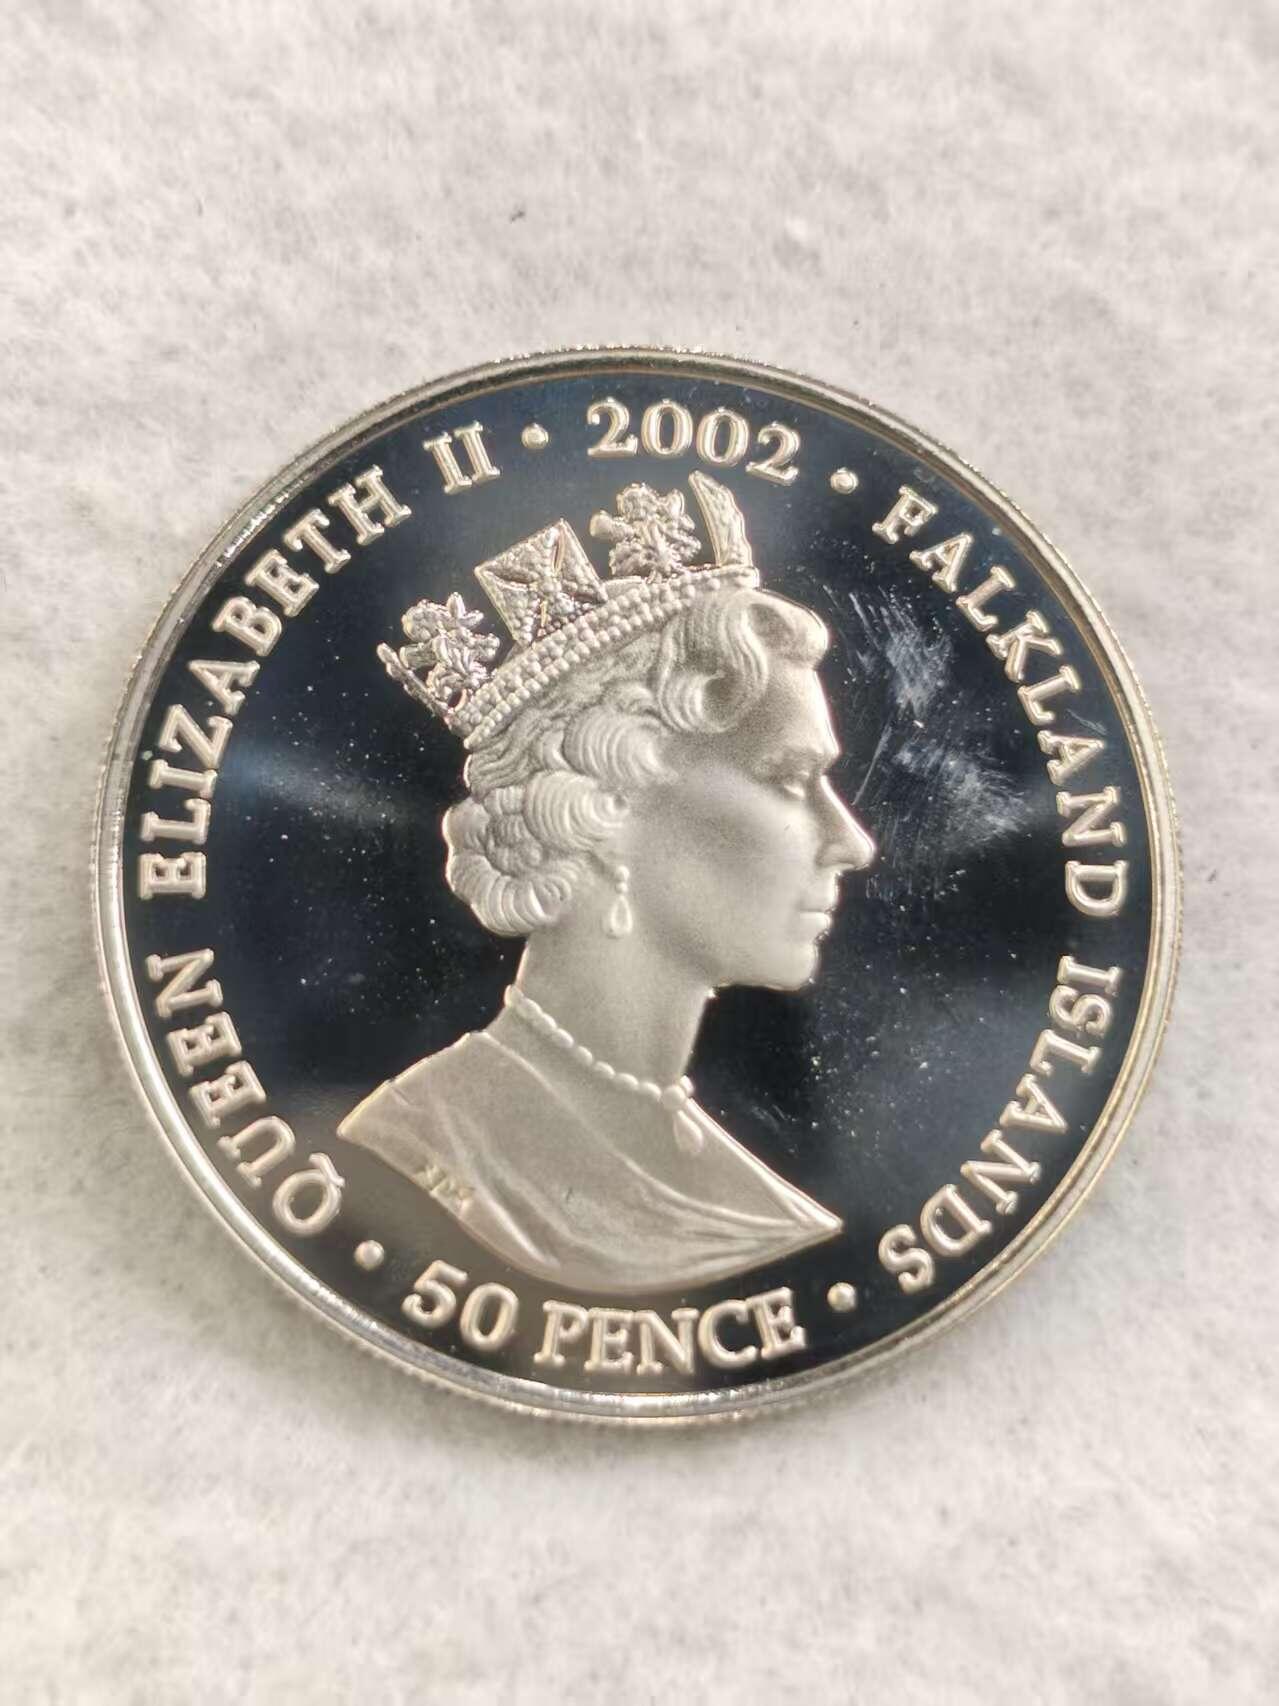 QUEEN ELIZABETH II · 2002 · FALKLAND ISLANDS ·
50 PENCE ·